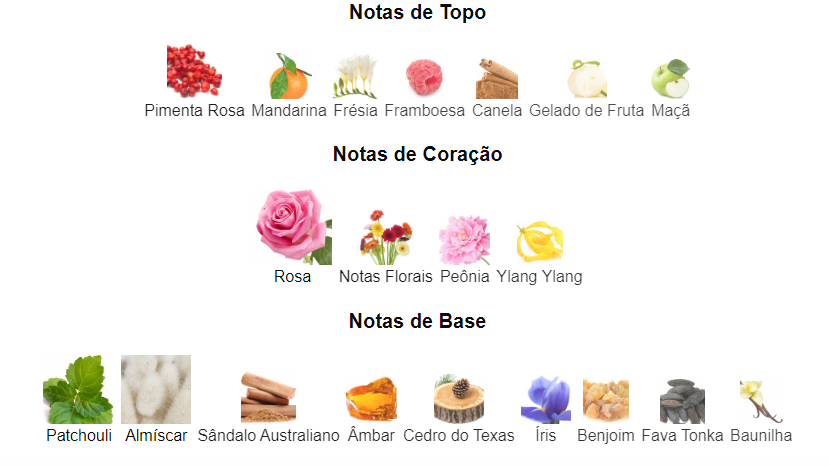 Notas de Topo
Pimenta Rosa Mandarina Frésia Framboesa Canela Gelado de Fruta Maçã
Notas de Coração
Rosa Notas Florais Peônia Ylang Ylang
Notas de Base
Patchouli Almíscar Sândalo Australiano Âmbar Cedro do Texas Íris Benjoim Fava Tonka Baunilha